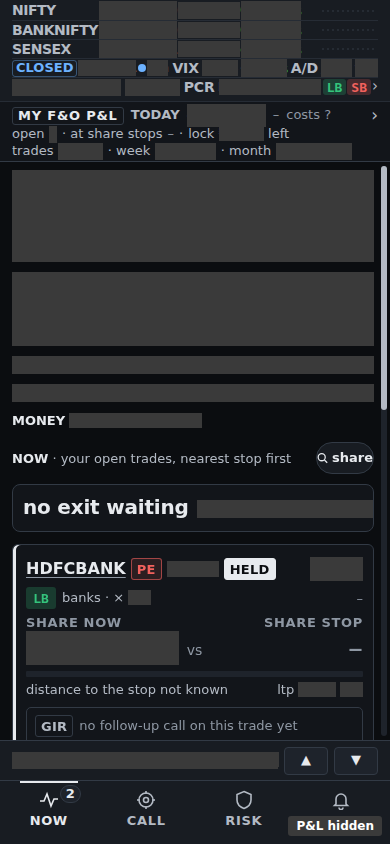 NIFTY
BANKNIFTY
SENSEX
CLOSED VIX A/D
PCR LB SB ›
MY F&O P&L TODAY – costs ? ›
open · at share stops – · lock left
trades · week · month
MONEY
NOW · your open trades, nearest stop first share
no exit waiting
HDFCBANK PE HELD
LB banks · × –
SHARE NOW SHARE STOP
vs —
distance to the stop not known ltp
GIR no follow-up call on this trade yet
▲ ▼
2
NOW CALL RISK P&L hidden